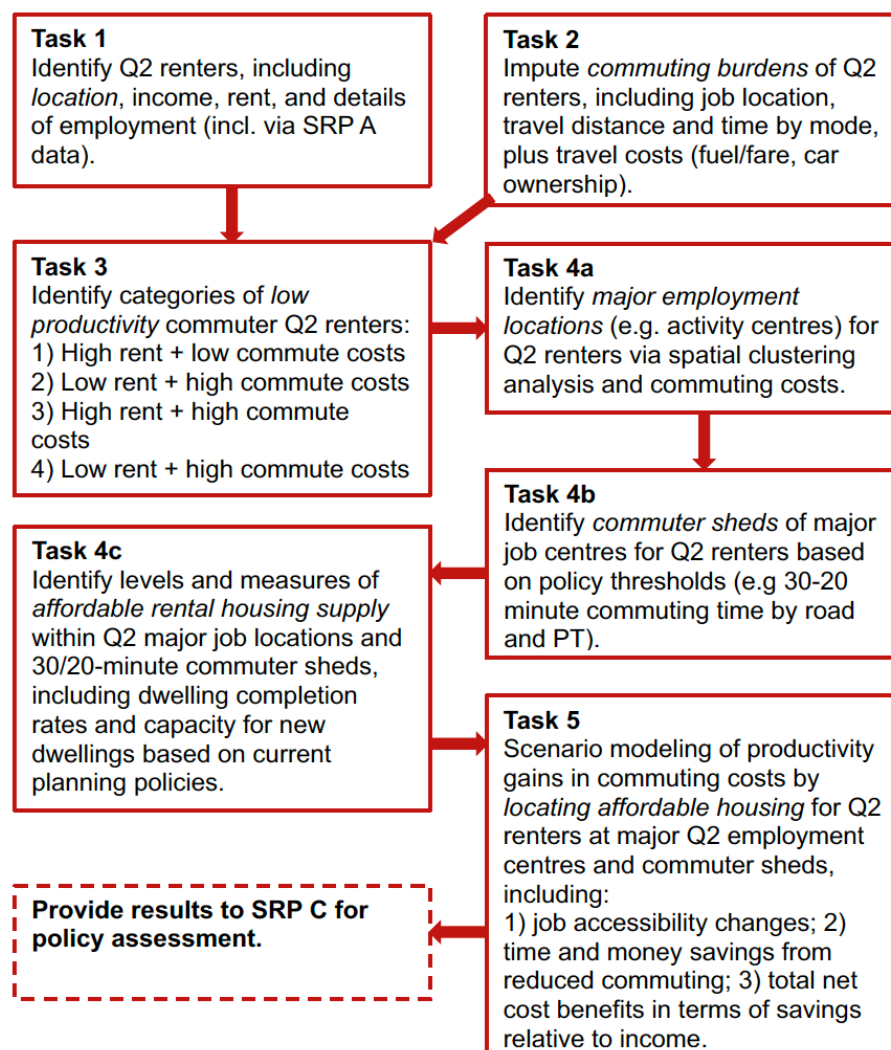 Task 1
Identify Q2 renters, including
location, income, rent, and details
of employment (incl. via SRP A
data).
Task 2
Impute commuting burdens of Q2
renters, including job location,
travel distance and time by mode,
plus travel costs (fuel/fare, car
ownership).
Task 3
Identify categories of low
productivity commuter Q2 renters:
1) High rent + low commute costs
2) Low rent + high commute costs
3) High rent + high commute
costs
4) Low rent + high commute costs
Task 4a
Identify major employment
locations (e.g. activity centres) for
Q2 renters via spatial clustering
analysis and commuting costs.
Task 4b
Identify commuter sheds of major
job centres for Q2 renters based
on policy thresholds (e.g 30-20
minute commuting time by road
and PT).
Task 4c
Identify levels and measures of
affordable rental housing supply
within Q2 major job locations and
30/20-minute commuter sheds,
including dwelling completion
rates and capacity for new
dwellings based on current
planning policies.
Task 5
Scenario modeling of productivity
gains in commuting costs by
locating affordable housing for Q2
renters at major Q2 employment
centres and commuter sheds,
including:
1) job accessibility changes; 2)
time and money savings from
reduced commuting; 3) total net
cost benefits in terms of savings
relative to income.
Provide results to SRP C for
policy assessment.